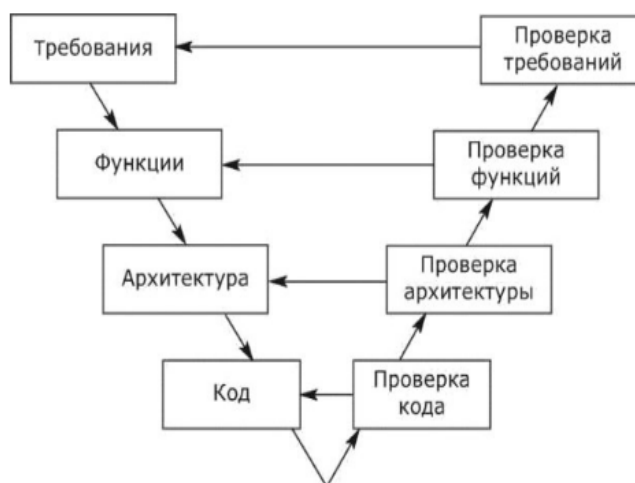 Требования
Проверка
требований
Функции
Проверка
функций
Архитектура
Проверка
архитектуры
Код
Проверка
кода